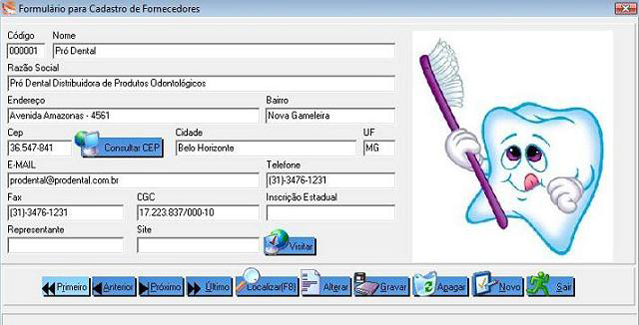 Formulário para Cadastro de Fornecedores
Código Nome
000001 Pró Dental
Razão Social
Pró Dental Distribuidora de Produtos Odontológicos
Endereço Bairro
Avenida Amazonas - 4561 Nova Gameleira
Cep Cidade UF
36.547-841 Consultar CEP Belo Horizonte MG
E-MAIL Telefone
prodental@prodental.com.br (31)-3476-1231
Fax CGC Inscrição Estadual
(31)-3476-1231 17.223.837/000-10
Representante Site
Visitar
Primeiro Anterior Próximo Último Localizar(F8) Alterar Gravar Apagar Novo Sair